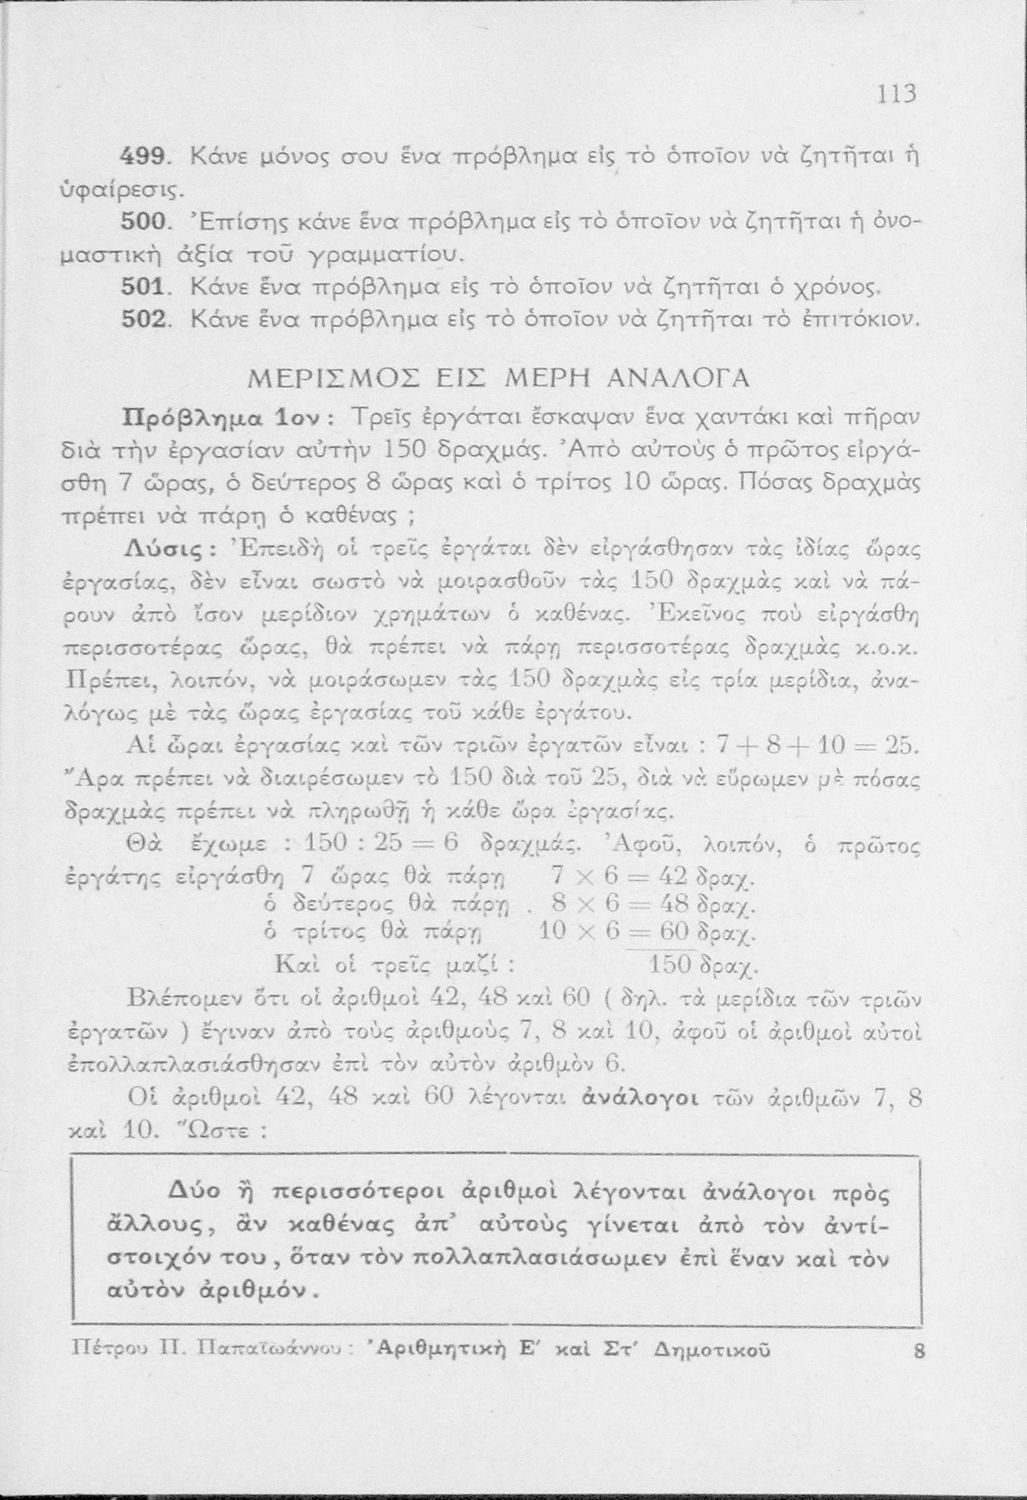 113
499. Κάνε μόνος σου ἕνα πρόβλημα εἰς τὸ ὁποῖον νὰ ζητῆται ἡ
ὑφαίρεσις.
500. Ἐπίσης κάνε ἕνα πρόβλημα εἰς τὸ ὁποῖον νὰ ζητῆται ἡ ὀνο-
μαστικὴ ἀξία τοῦ γραμματίου.
501. Κάνε ἕνα πρόβλημα εἰς τὸ ὁποῖον νὰ ζητῆται ὁ χρόνος.
502. Κάνε ἕνα πρόβλημα εἰς τὸ ὁποῖον νὰ ζητῆται τὸ ἐπιτόκιον.
ΜΕΡΙΣΜΟΣ ΕΙΣ ΜΕΡΗ ΑΝΑΛΟΓΑ
Πρόβλημα 1ον : Τρεῖς ἐργάται ἔσκαψαν ἕνα χαντάκι καὶ πῆραν
διὰ τὴν ἐργασίαν αὐτὴν 150 δραχμάς. Ἀπὸ αὐτοὺς ὁ πρῶτος εἰργά-
σθη 7 ὥρας, ὁ δεύτερος 8 ὥρας καὶ ὁ τρίτος 10 ὥρας. Πόσας δραχμὰς
πρέπει νὰ πάρῃ ὁ καθένας ;
Λύσις : Ἐπειδὴ οἱ τρεῖς ἐργάται δὲν εἰργάσθησαν τὰς ἰδίας ὥρας
ἐργασίας, δὲν εἶναι σωστὸ νὰ μοιρασθοῦν τὰς 150 δραχμὰς καὶ νὰ πά-
ρουν ἀπὸ ἴσον μερίδιον χρημάτων ὁ καθένας. Ἐκεῖνος ποὺ εἰργάσθη
περισσοτέρας ὥρας, θὰ πρέπει νὰ πάρῃ περισσοτέρας δραχμὰς κ.ο.κ.
Πρέπει, λοιπόν, νὰ μοιράσωμεν τὰς 150 δραχμὰς εἰς τρία μερίδια, ἀνα-
λόγως μὲ τὰς ὥρας ἐργασίας τοῦ κάθε ἐργάτου.
Αἱ ὧραι ἐργασίας καὶ τῶν τριῶν ἐργατῶν εἶναι : 7 + 8 + 10 = 25.
Ἄρα πρέπει νὰ διαιρέσωμεν τὸ 150 διὰ τοῦ 25, διὰ νὰ εὕρωμεν μὲ πόσας
δραχμὰς πρέπει νὰ πληρωθῇ ἡ κάθε ὥρα ἐργασίας.
Θὰ ἔχωμε : 150 : 25 = 6 δραχμάς. Ἀφοῦ, λοιπόν, ὁ πρῶτος
ἐργάτης εἰργάσθη 7 ὥρας θὰ πάρῃ 7 × 6 = 42 δραχ.
ὁ δεύτερος θὰ πάρῃ . 8 × 6 = 48 δραχ.
ὁ τρίτος θὰ πάρῃ 10 × 6 = 60 δραχ.
Καὶ οἱ τρεῖς μαζί : 150 δραχ.
Βλέπομεν ὅτι οἱ ἀριθμοὶ 42, 48 καὶ 60 ( δηλ. τὰ μερίδια τῶν τριῶν
ἐργατῶν ) ἔγιναν ἀπὸ τοὺς ἀριθμοὺς 7, 8 καὶ 10, ἀφοῦ οἱ ἀριθμοὶ αὐτοὶ
ἐπολλαπλασιάσθησαν ἐπὶ τὸν αὐτὸν ἀριθμὸν 6.
Οἱ ἀριθμοὶ 42, 48 καὶ 60 λέγονται ἀνάλογοι τῶν ἀριθμῶν 7, 8
καὶ 10. Ὥστε :
Δύο ἢ περισσότεροι ἀριθμοὶ λέγονται ἀνάλογοι πρὸς
ἄλλους, ἂν καθένας ἀπ’ αὐτοὺς γίνεται ἀπὸ τὸν ἀντί-
στοιχόν του, ὅταν τὸν πολλαπλασιάσωμεν ἐπὶ ἕναν καὶ τὸν
αὐτὸν ἀριθμόν.
Πέτρου Π. Παπαϊωάννου : Ἀριθμητικὴ Ε′ καὶ Στ′ Δημοτικοῦ 8